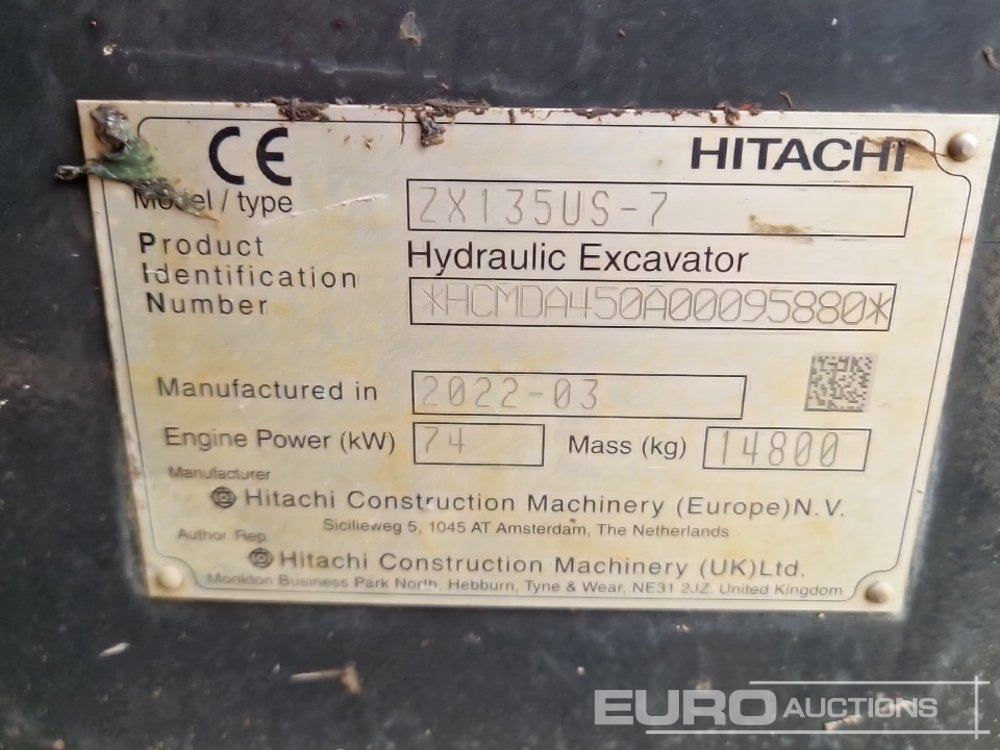 CE HITACHI
Model / type ZX135US-7
Product Hydraulic Excavator
Identification
Number *HCMDA450A00095880*
Manufactured in 2022-03
Engine Power (kW) 74 Mass (kg) 14800
Manufacturer
Hitachi Construction Machinery (Europe)N.V.
Sicilieweg 5, 1045 AT Amsterdam, The Netherlands
Author. Rep.
Hitachi Construction Machinery (UK)Ltd.
Monkton Business Park North, Hebburn, Tyne & Wear, NE31 2JZ. United Kingdom
EURO AUCTIONS